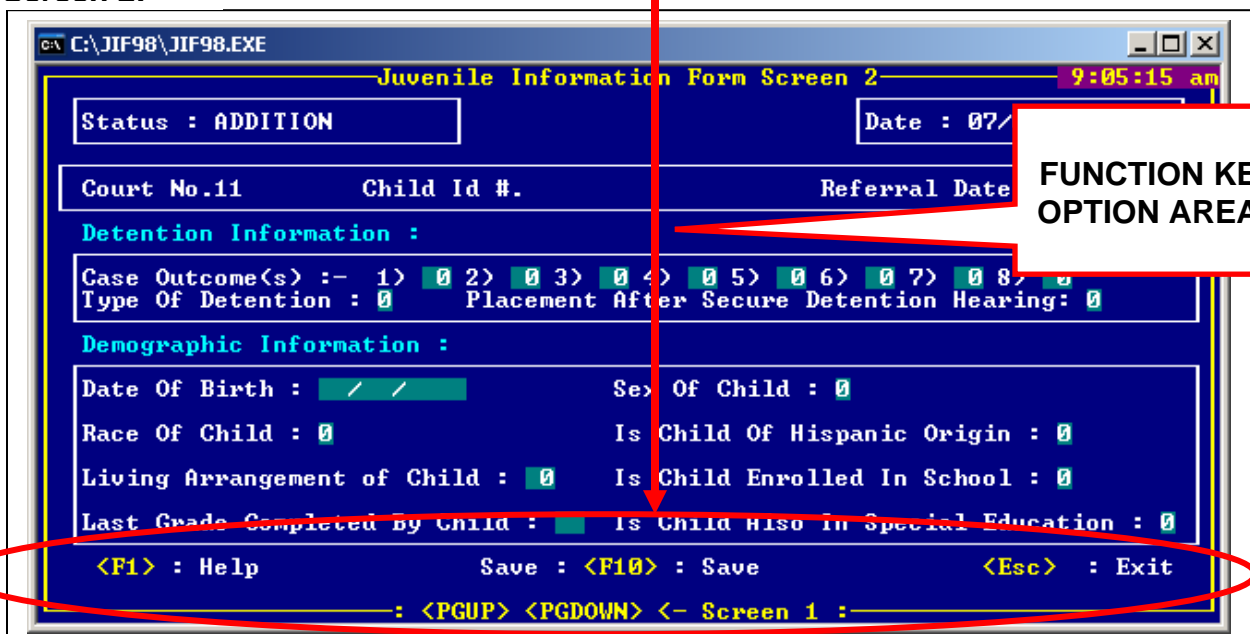 C:\JIF98\JIF98.EXE
Juvenile Information Form Screen 2 9:05:15 am
Status : ADDITION Date : 07/
FUNCTION KE
OPTION AREA
Court No.11 Child Id #. Referral Date
Detention Information :
Case Outcome(s) :- 1) 0 2) 0 3) 0 4) 0 5) 0 6) 0 7) 0 8) 0
Type Of Detention : 0 Placement After Secure Detention Hearing: 0
Demographic Information :
Date Of Birth : / / Sex Of Child : 0
Race Of Child : 0 Is Child Of Hispanic Origin : 0
Living Arrangement of Child : 0 Is Child Enrolled In School : 0
Last Grade Completed By Child : Is Child Also In Special Education : 0
<F1> : Help Save : <F10> : Save <Esc> : Exit
: <PGUP> <PGDOWN> <- Screen 1 :